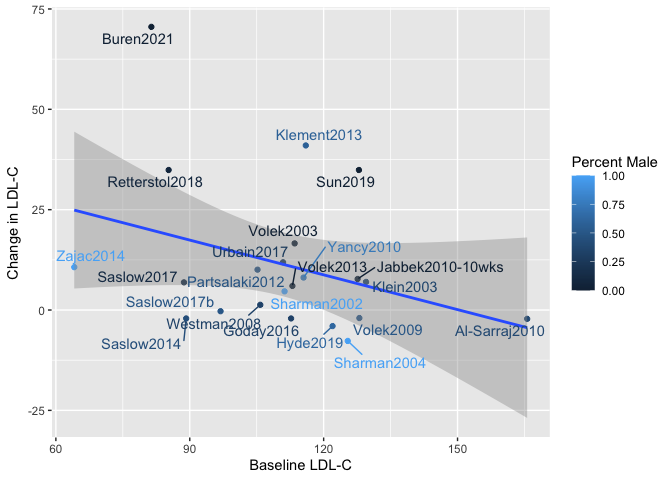 75
50
25
0
-25
60
90
120
150
Change in LDL-C
Baseline LDL-C
Buren2021
Klement2013
Retterstol2018
Sun2019
Volek2003
Urbain2017
Yancy2010
Zajac2014
Saslow2017
Partsalaki2012
Volek2013
Jabbek2010-10wks
Klein2003
Saslow2017b
Sharman2002
Westman2008
Goday2016
Volek2009
Al-Sarraj2010
Saslow2014
Hyde2019
Sharman2004
Percent Male
1.00
0.75
0.50
0.25
0.00